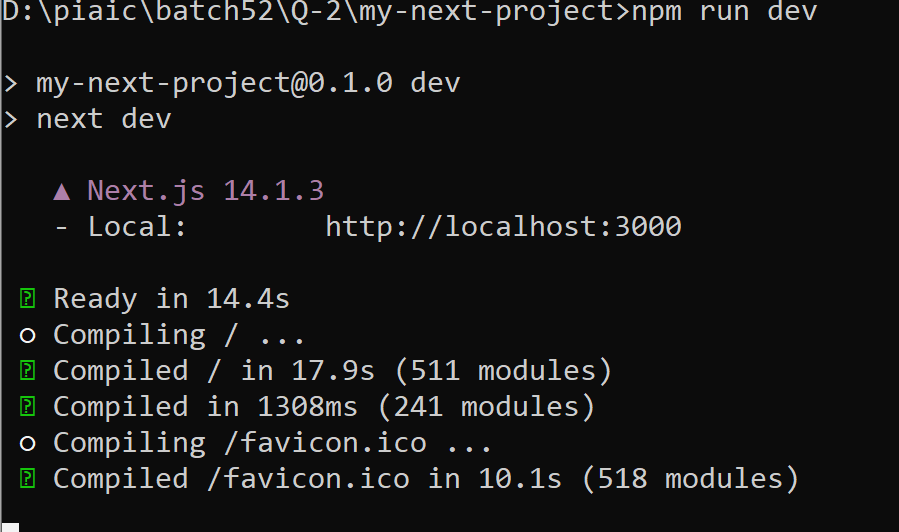 D:\piaic\batch52\Q-2\my-next-project>npm run dev
> my-next-project@0.1.0 dev
> next dev
▲ Next.js 14.1.3
- Local: http://localhost:3000
⍰ Ready in 14.4s
○ Compiling / ...
⍰ Compiled / in 17.9s (511 modules)
⍰ Compiled in 1308ms (241 modules)
○ Compiling /favicon.ico ...
⍰ Compiled /favicon.ico in 10.1s (518 modules)